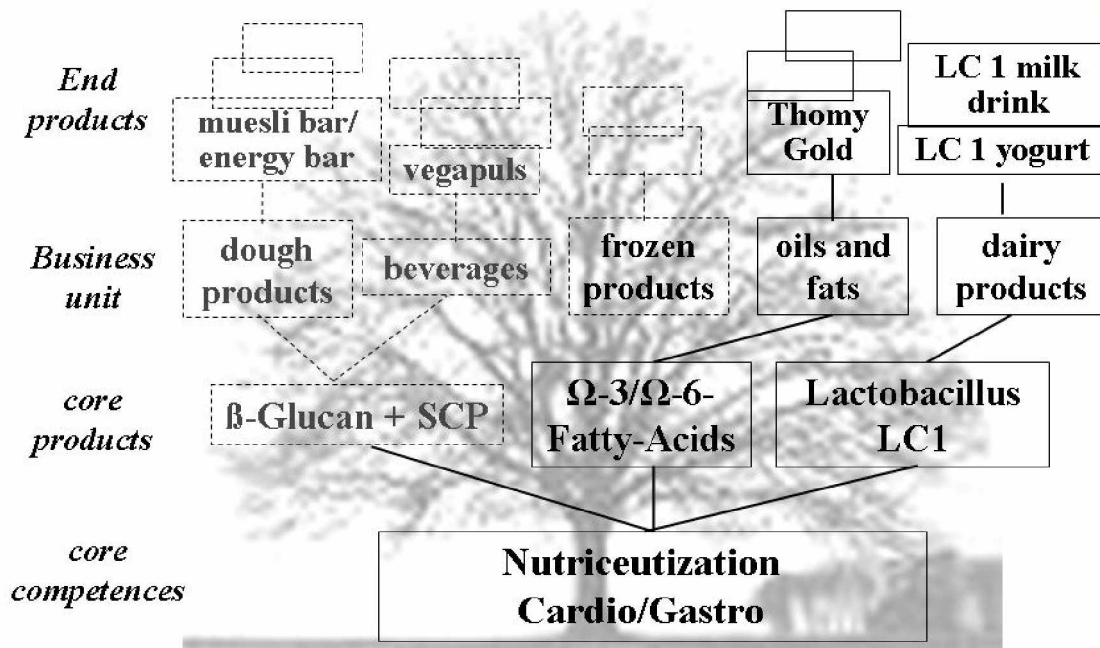 End
products
muesli bar/
energy bar
vegapuls
Thomy
Gold
LC 1 milk
drink
LC 1 yogurt
Business
unit
dough
products
beverages
frozen
products
oils and
fats
dairy
products
core
products
ß-Glucan + SCP
Ω-3/Ω-6-
Fatty-Acids
Lactobacillus
LC1
core
competences
Nutriceutization
Cardio/Gastro